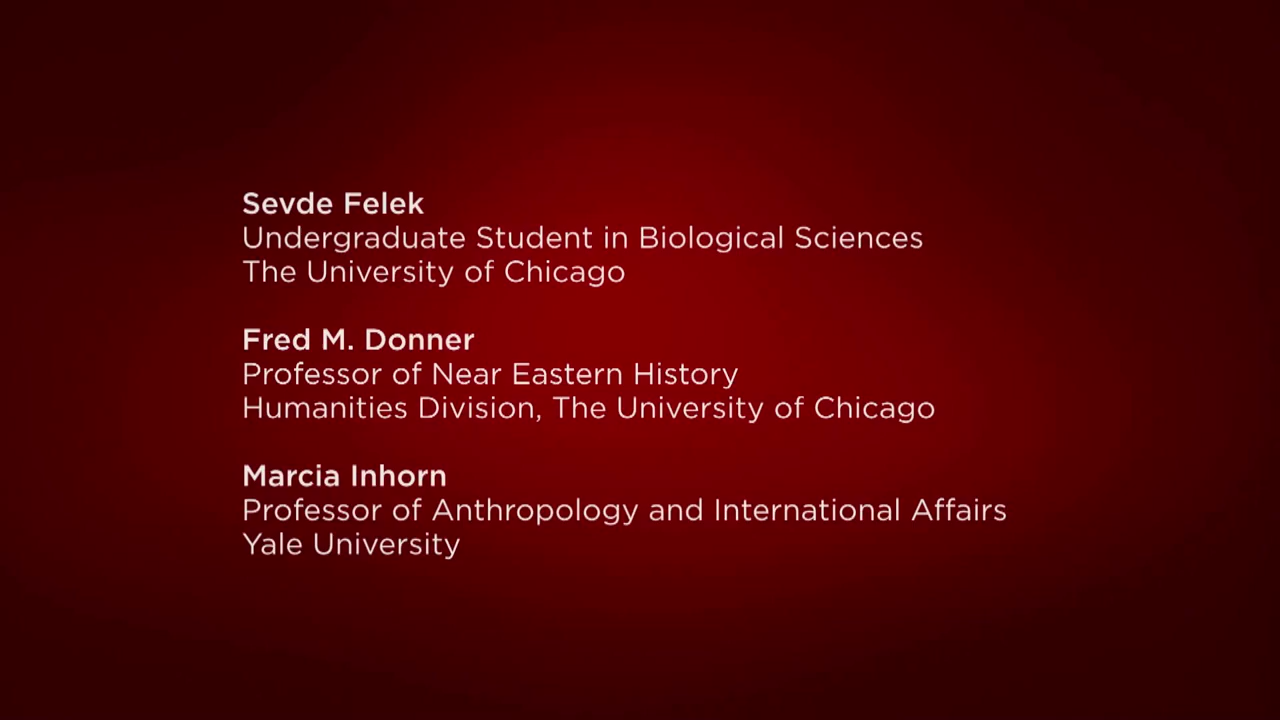 Sevde Felek
Undergraduate Student in Biological Sciences
The University of Chicago
Fred M. Donner
Professor of Near Eastern History
Humanities Division, The University of Chicago
Marcia Inhorn
Professor of Anthropology and International Affairs
Yale University